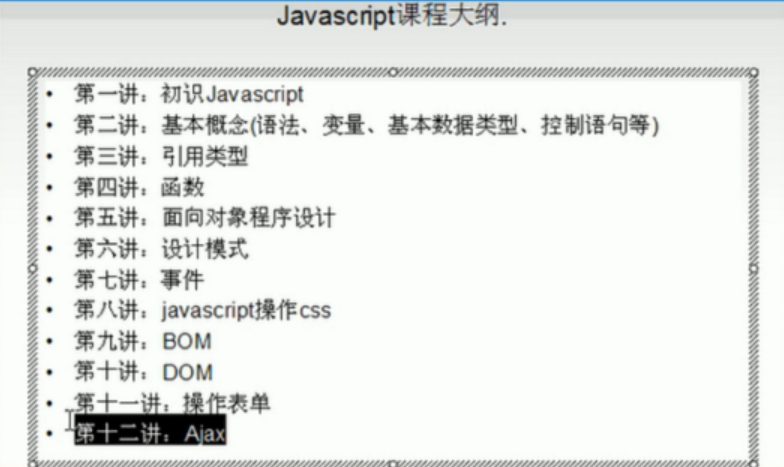 Javascript课程大纲.
• 第一讲：初识Javascript
• 第二讲：基本概念(语法、变量、基本数据类型、控制语句等)
• 第三讲：引用类型
• 第四讲：函数
• 第五讲：面向对象程序设计
• 第六讲：设计模式
• 第七讲：事件
• 第八讲：javascript操作css
• 第九讲：BOM
• 第十讲：DOM
• 第十一讲：操作表单
• 第十二讲：Ajax